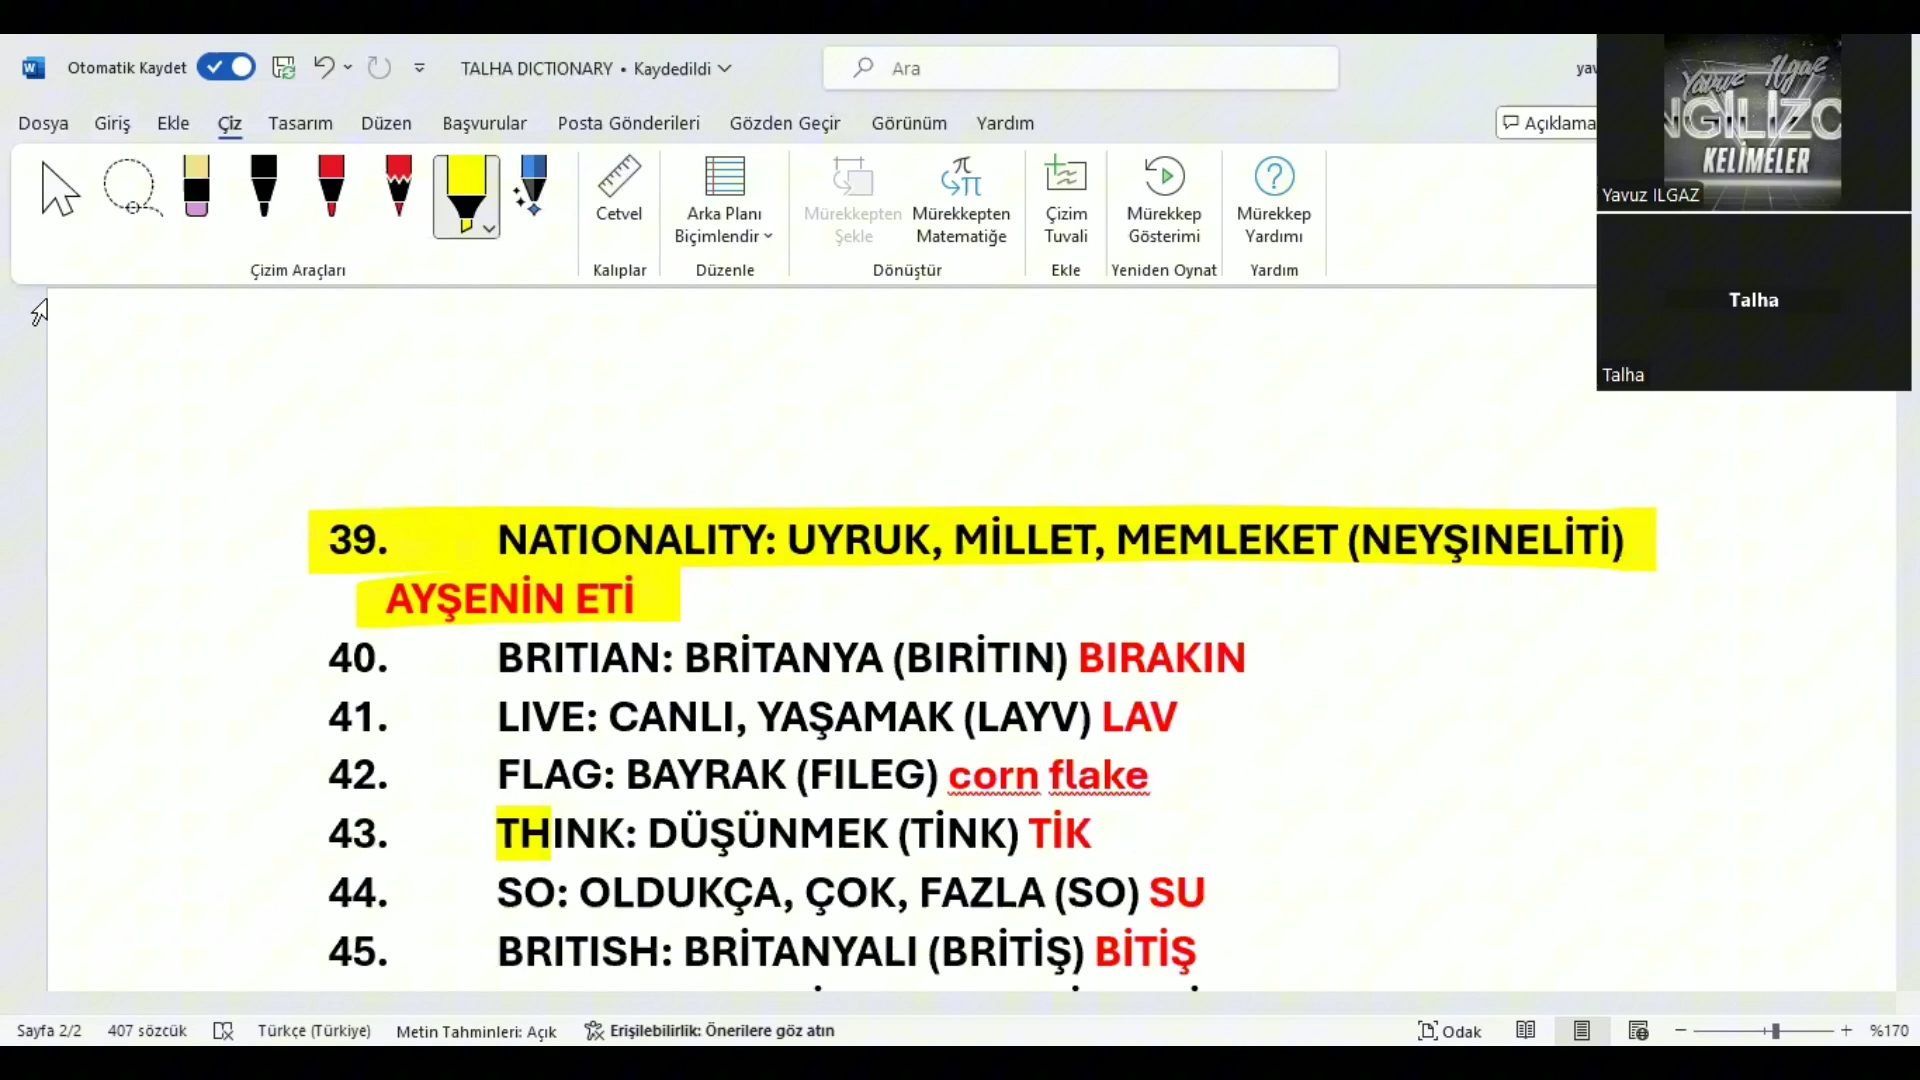 Otomatik Kaydet
TALHA DICTIONARY • Kaydedildi
Ara
Dosya Giriş Ekle Çiz Tasarım Düzen Başvurular Posta Gönderileri Gözden Geçir Görünüm Yardım
Açıklama
Cetvel
Arka Planı Biçimlendir
Mürekkepten Şekle
Mürekkepten Matematiğe
Çizim Tuvali
Mürekkep Gösterimi
Mürekkep Yardımı
Çizim Araçları
Kalıplar
Düzenle
Dönüştür
Ekle
Yeniden Oynat
Yardım
Yavuz Ilgaz
NGİLİZC
KELİMELER
Yavuz ILGAZ
Talha
Talha
39. NATIONALITY: UYRUK, MİLLET, MEMLEKET (NEYŞINELİTİ)
AYŞENİN ETİ
40. BRITIAN: BRİTANYA (BIRİTIN) BIRAKIN
41. LIVE: CANLI, YAŞAMAK (LAYV) LAV
42. FLAG: BAYRAK (FILEG) corn flake
43. THINK: DÜŞÜNMEK (TİNK) TİK
44. SO: OLDUKÇA, ÇOK, FAZLA (SO) SU
45. BRITISH: BRİTANYALI (BRİTİŞ) BİTİŞ
Sayfa 2/2 407 sözcük Türkçe (Türkiye) Metin Tahminleri: Açık Erişilebilirlik: Önerilere göz atın Odak %170